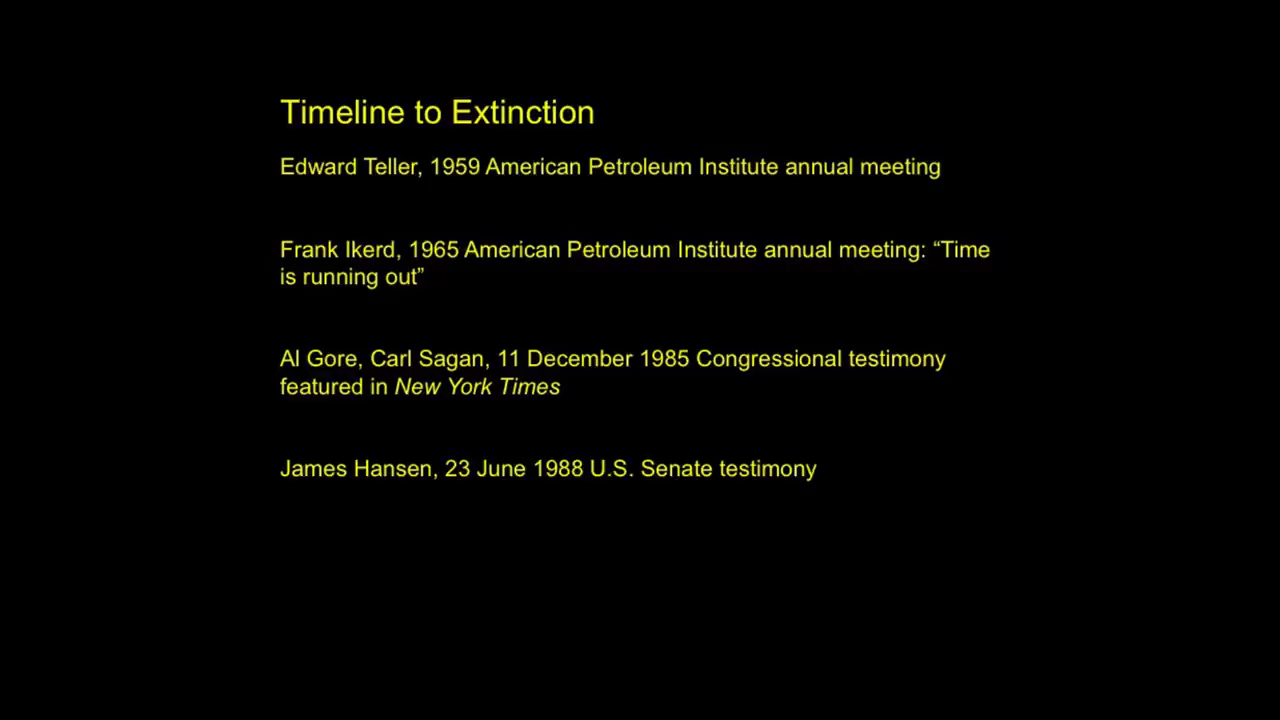 Timeline to Extinction
Edward Teller, 1959 American Petroleum Institute annual meeting
Frank Ikerd, 1965 American Petroleum Institute annual meeting: “Time
is running out”
Al Gore, Carl Sagan, 11 December 1985 Congressional testimony
featured in New York Times
James Hansen, 23 June 1988 U.S. Senate testimony